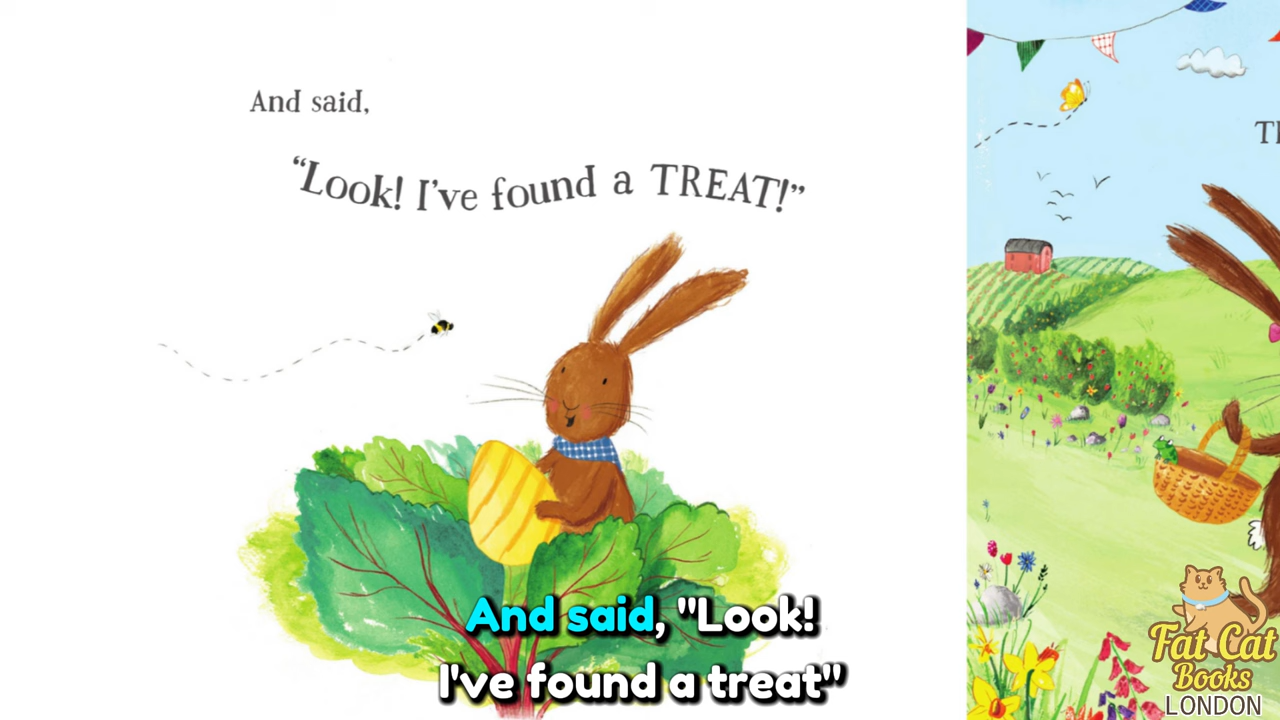 And said,
“Look! I’ve found a TREAT!”
And said, "Look!
I've found a treat"
Fat Cat
Books
LONDON